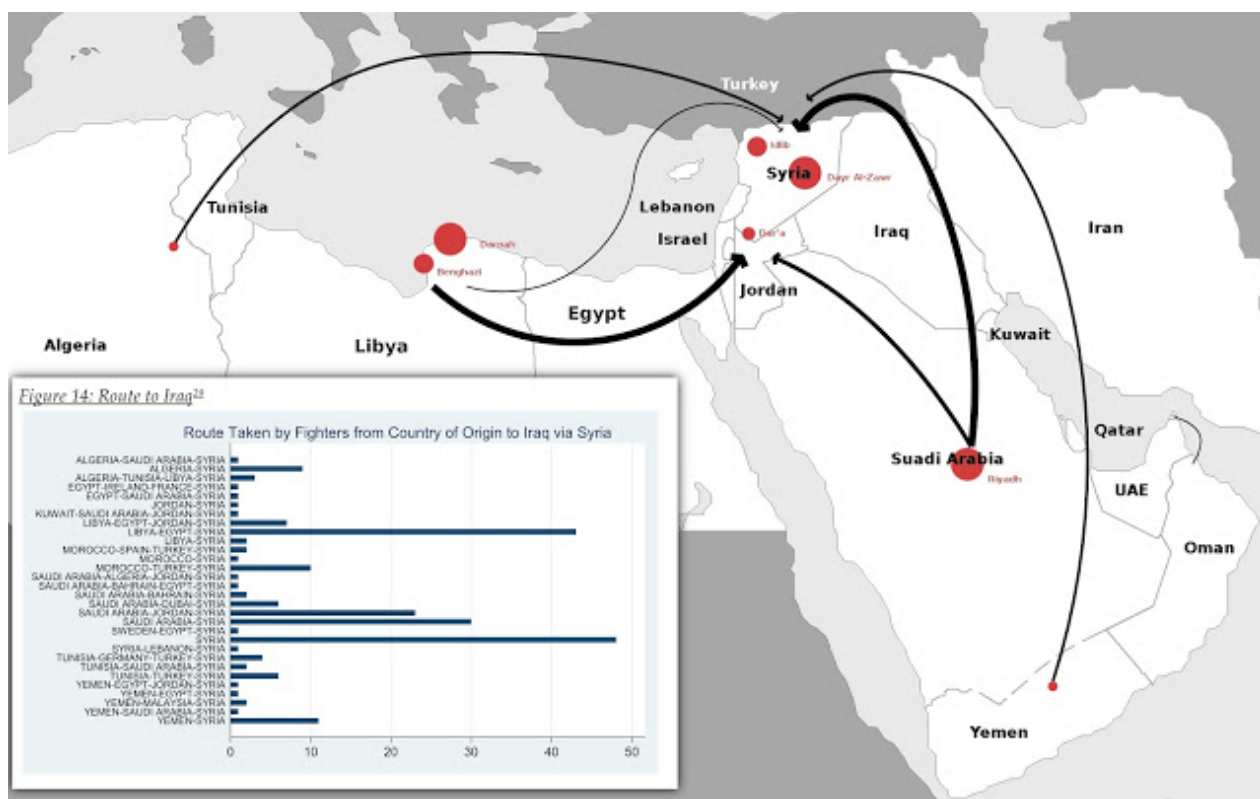 Turkey
Idlib
Syria
Dayr Al-Zawr
Tunisia
Lebanon
Israel
Dar'a
Iraq
Iran
Darnah
Benghazi
Jordan
Egypt
Kuwait
Algeria
Libya
Qatar
Suadi Arabia
Riyadh
UAE
Oman
Yemen
Figure 14: Route to Iraq²⁸
Route Taken by Fighters from Country of Origin to Iraq via Syria
ALGERIA-SAUDI ARABIA-SYRIA
ALGERIA-SYRIA
ALGERIA-TUNISIA-LIBYA-SYRIA
EGYPT-IRELAND-FRANCE-SYRIA
EGYPT-SAUDI ARABIA-SYRIA
JORDAN-SYRIA
KUWAIT-SAUDI ARABIA-JORDAN-SYRIA
LIBYA-EGYPT-JORDAN-SYRIA
LIBYA-EGYPT-SYRIA
LIBYA-SYRIA
MOROCCO-SPAIN-TURKEY-SYRIA
MOROCCO-SYRIA
MOROCCO-TURKEY-SYRIA
SAUDI ARABIA-ALGERIA-JORDAN-SYRIA
SAUDI ARABIA-BAHRAIN-EGYPT-SYRIA
SAUDI ARABIA-BAHRAIN-SYRIA
SAUDI ARABIA-DUBAI-SYRIA
SAUDI ARABIA-JORDAN-SYRIA
SAUDI ARABIA-SYRIA
SWEDEN-EGYPT-SYRIA
SYRIA
SYRIA-LEBANON-SYRIA
TUNISIA-GERMANY-TURKEY-SYRIA
TUNISIA-SAUDI ARABIA-SYRIA
TUNISIA-TURKEY-SYRIA
YEMEN-EGYPT-JORDAN-SYRIA
YEMEN-EGYPT-SYRIA
YEMEN-MALAYSIA-SYRIA
YEMEN-SAUDI ARABIA-SYRIA
YEMEN-SYRIA
0 10 20 30 40 50